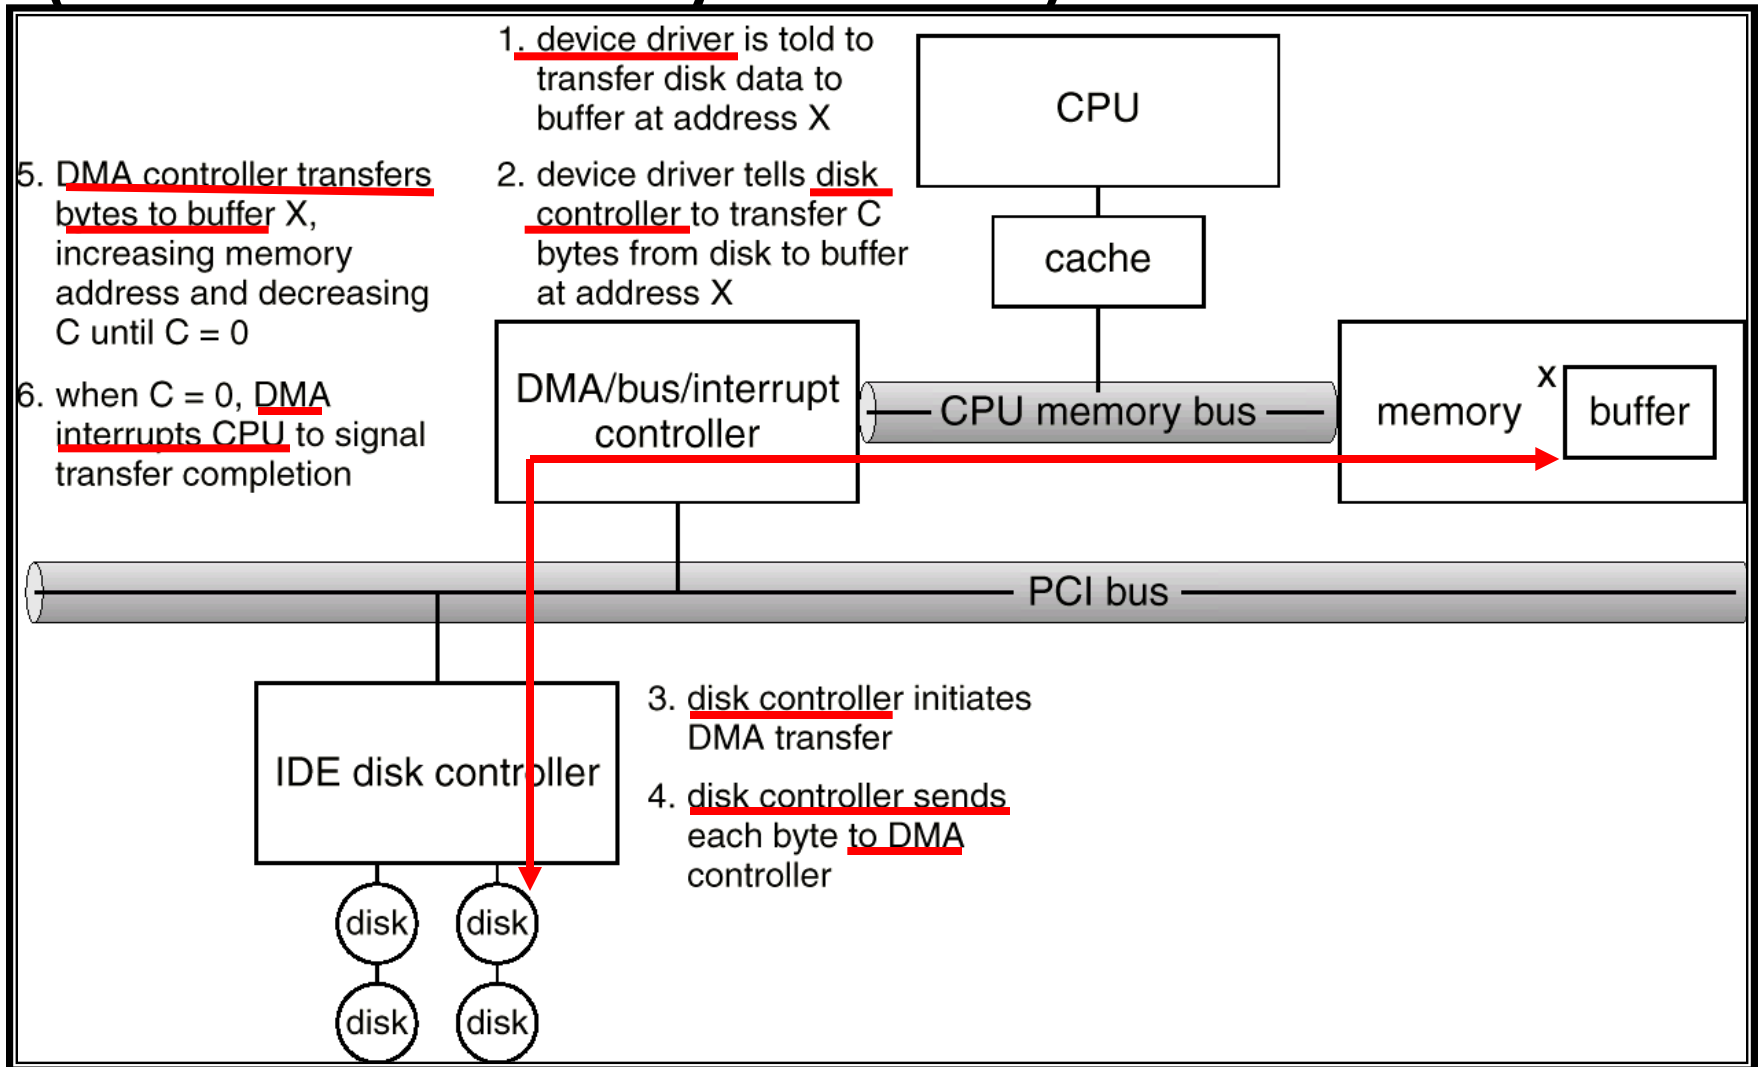 1. device driver is told to
transfer disk data to
buffer at address X
2. device driver tells disk
controller to transfer C
bytes from disk to buffer
at address X
5. DMA controller transfers
bytes to buffer X,
increasing memory
address and decreasing
C until C = 0
6. when C = 0, DMA
interrupts CPU to signal
transfer completion
CPU
cache
DMA/bus/interrupt
controller
CPU memory bus
memory
x
buffer
PCI bus
IDE disk controller
3. disk controller initiates
DMA transfer
4. disk controller sends
each byte to DMA
controller
disk
disk
disk
disk